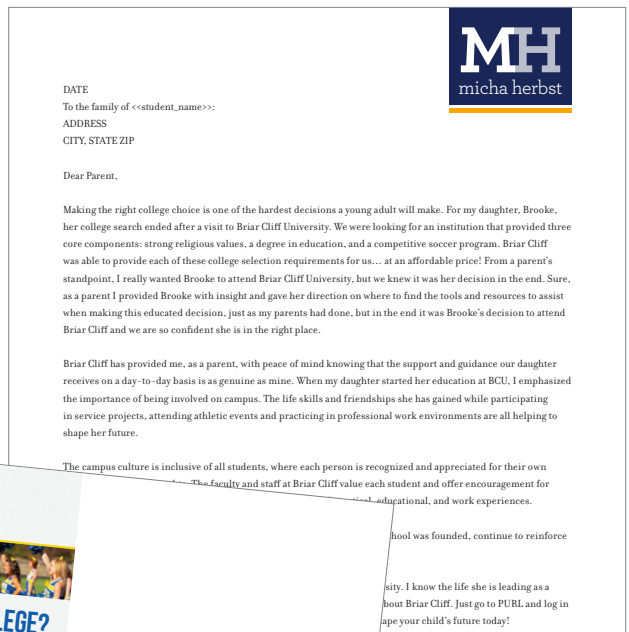 MH
micha herbst
DATE
To the family of <<student_name>>:
ADDRESS
CITY, STATE ZIP
Dear Parent,
Making the right college choice is one of the hardest decisions a young adult will make. For my daughter, Brooke,
her college search ended after a visit to Briar Cliff University. We were looking for an institution that provided three
core components: strong religious values, a degree in education, and a competitive soccer program. Briar Cliff
was able to provide each of these college selection requirements for us... at an affordable price! From a parent's
standpoint, I really wanted Brooke to attend Briar Cliff University, but we knew it was her decision in the end. Sure,
as a parent I provided Brooke with insight and gave her direction on where to find the tools and resources to assist
when making this educated decision, just as my parents had done, but in the end it was Brooke's decision to attend
Briar Cliff and we are so confident she is in the right place.
Briar Cliff has provided me, as a parent, with peace of mind knowing that the support and guidance our daughter
receives on a day-to-day basis is as genuine as mine. When my daughter started her education at BCU, I emphasized
the importance of being involved on campus. The life skills and friendships she has gained while participating
in service projects, attending athletic events and practicing in professional work environments are all helping to
shape her future.
The campus culture is inclusive of all students, where each person is recognized and appreciated for their own
The faculty and staff at Briar Cliff value each student and offer encouragement for
educational, and work experiences.
hool was founded, continue to reinforce
sity. I know the life she is leading as a
bout Briar Cliff. Just go to PURL and log in
ape your child's future today!
LEGE?